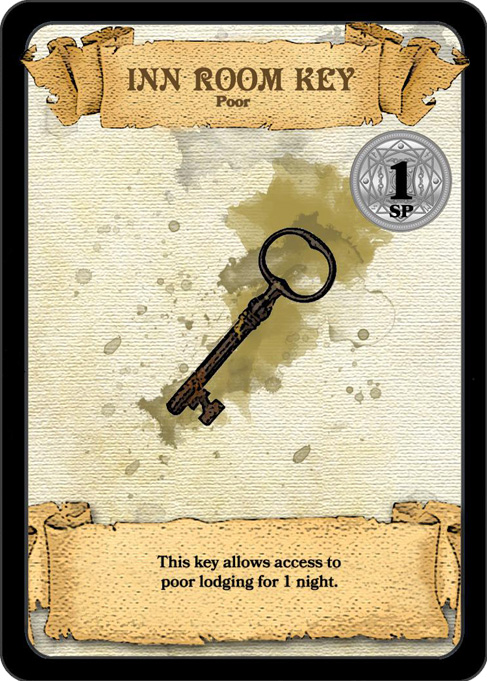 INN ROOM KEY
Poor
1
SP
This key allows access to
poor lodging for 1 night.